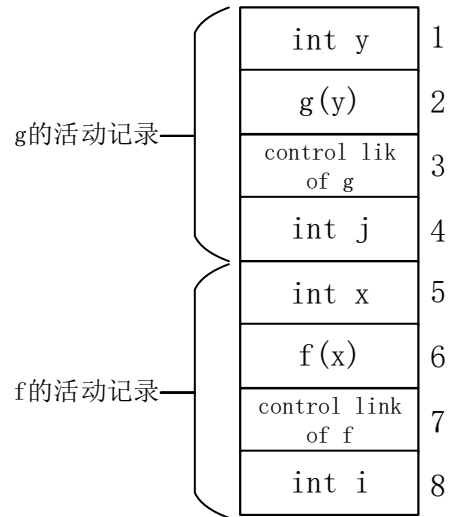 int y 1
g(y) 2
g的活动记录
control lik
of g
3
int j 4
int x 5
f(x) 6
f的活动记录
control link
of f
7
int i 8